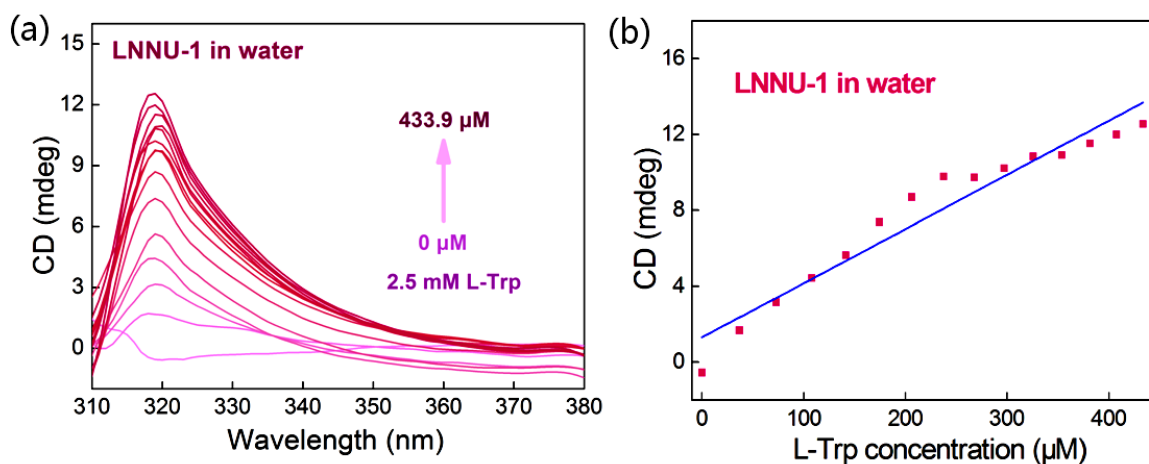 (a)
LNNU-1 in water
433.9 µM
0 µM
2.5 mM L-Trp
CD (mdeg)
15
12
9
6
3
0
310 320 330 340 350 360 370 380
Wavelength (nm)
(b)
LNNU-1 in water
CD (mdeg)
16
12
8
4
0
0 100 200 300 400
L-Trp concentration (µM)